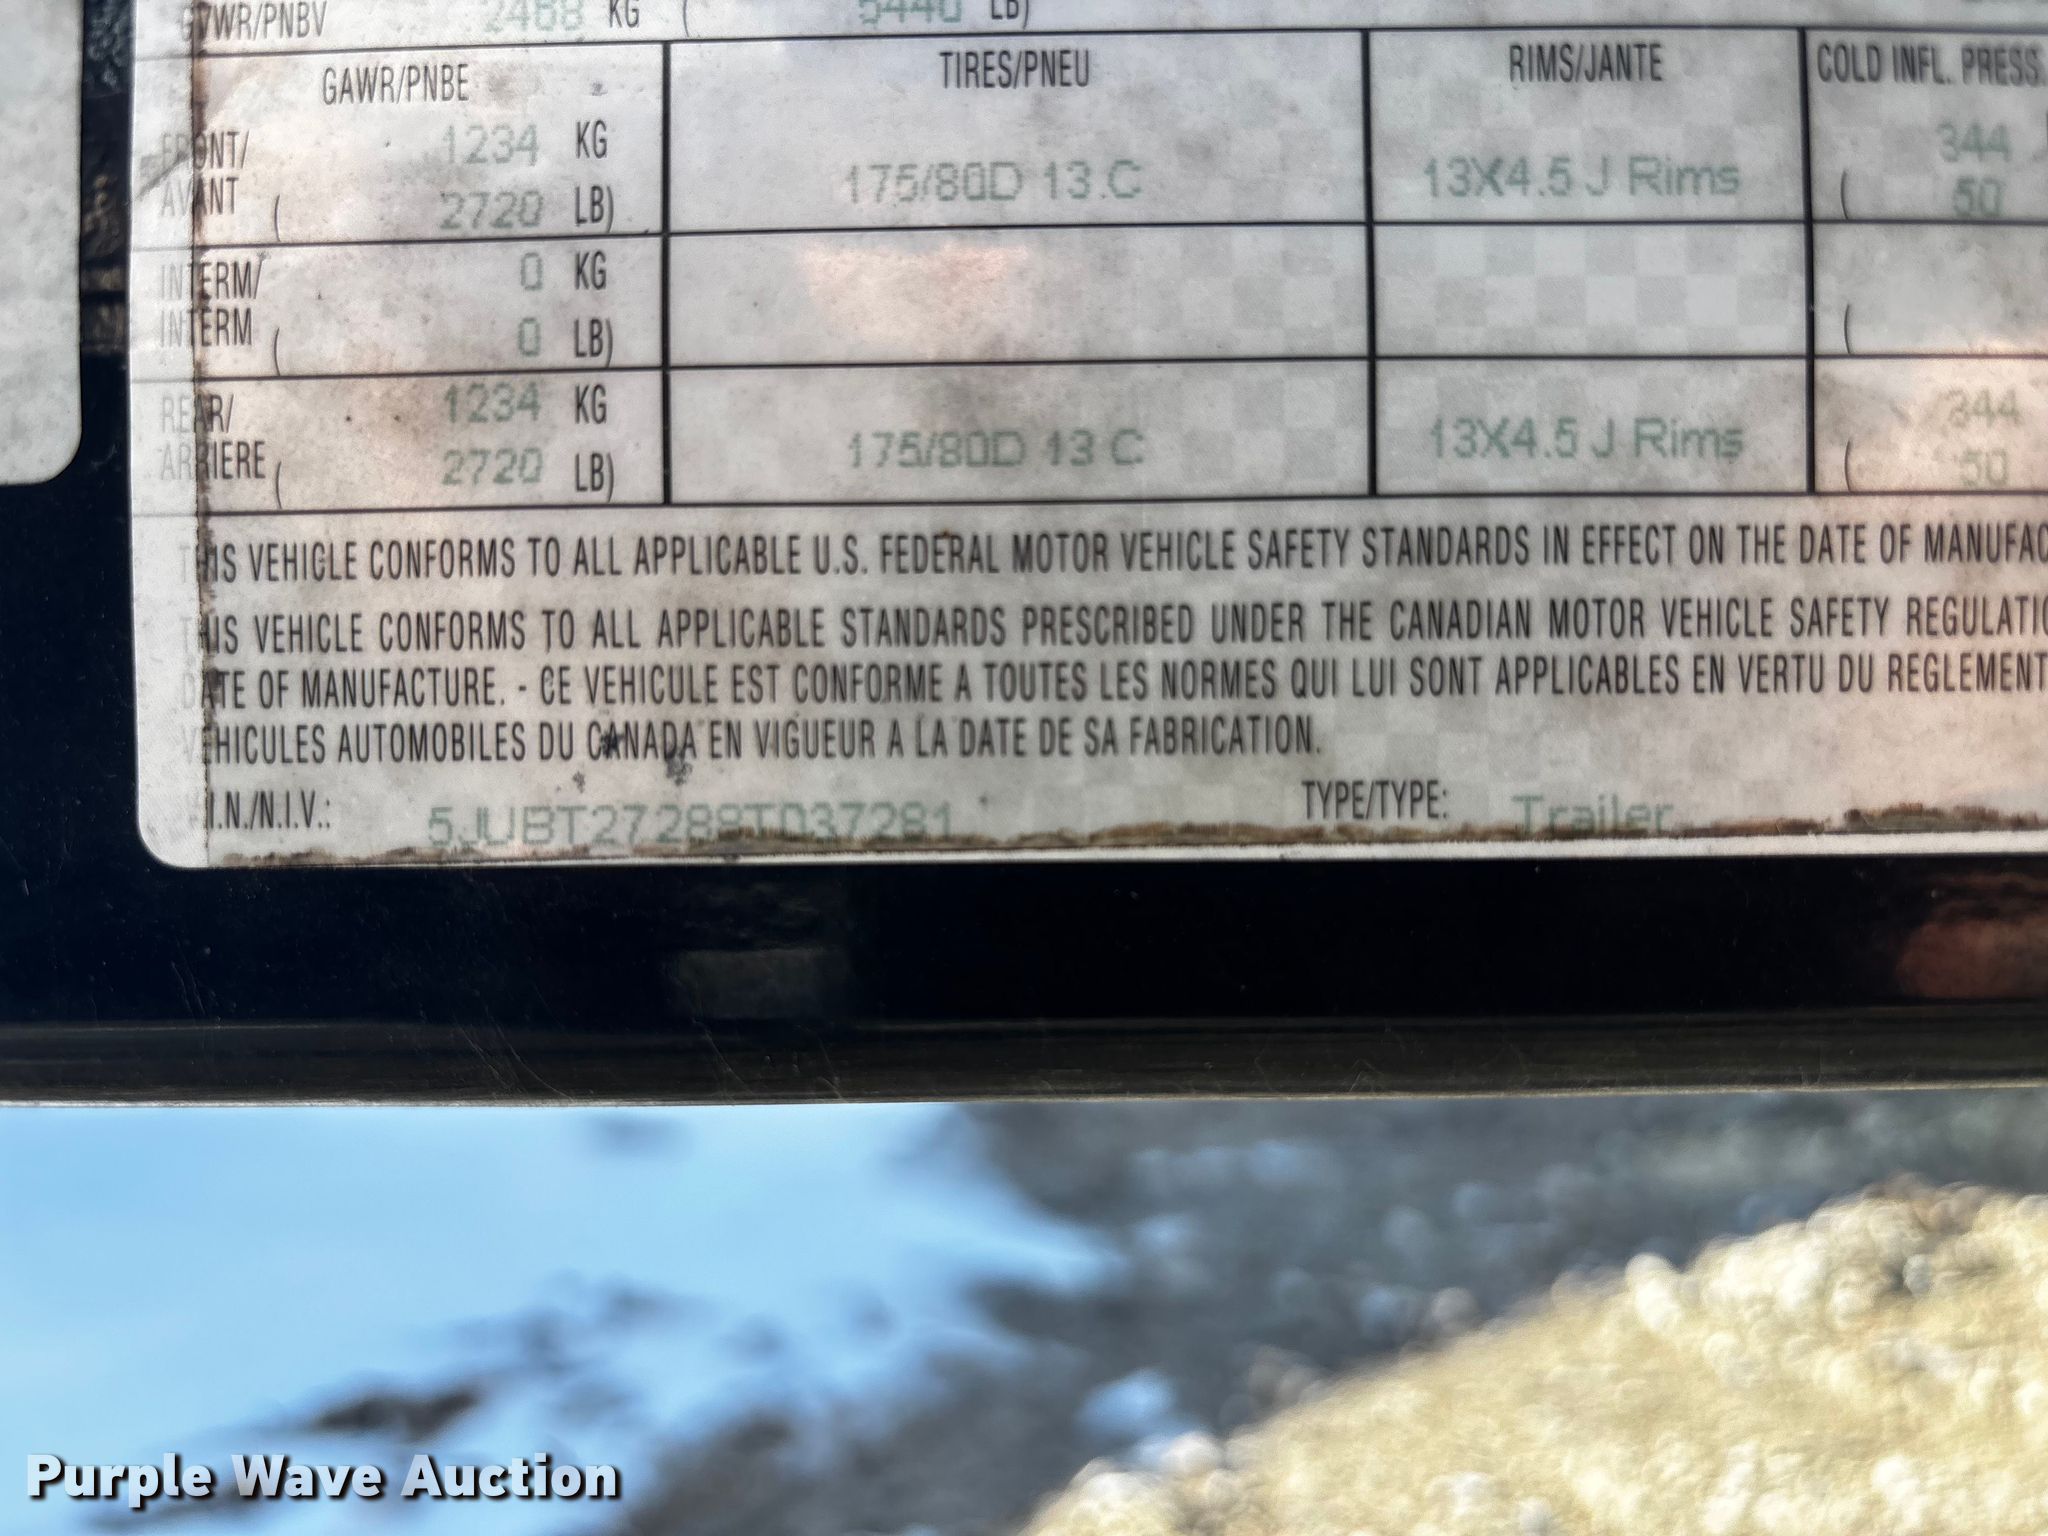 GVWR/PNBV 2468 KG ( 5440 LB)
GAWR/PNBE TIRES/PNEU RIMS/JANTE COLD INFL. PRESS.
FRONT/ 1234 KG 344
AVANT ( 2720 LB) 175/80D 13 C 13X4.5 J Rims ( 50
INTERM/ 0 KG
INTERM ( 0 LB) (
REAR/ 1234 KG 344
ARRIERE ( 2720 LB) 175/80D 13 C 13X4.5 J Rims ( 50
THIS VEHICLE CONFORMS TO ALL APPLICABLE U.S. FEDERAL MOTOR VEHICLE SAFETY STANDARDS IN EFFECT ON THE DATE OF MANUFAC
THIS VEHICLE CONFORMS TO ALL APPLICABLE STANDARDS PRESCRIBED UNDER THE CANADIAN MOTOR VEHICLE SAFETY REGULATIO
DATE OF MANUFACTURE. - CE VEHICULE EST CONFORME A TOUTES LES NORMES QUI LUI SONT APPLICABLES EN VERTU DU REGLEMENT
VEHICULES AUTOMOBILES DU CANADA EN VIGUEUR A LA DATE DE SA FABRICATION.
V.I.N./N.I.V.: TYPE/TYPE: Trailer
Purple Wave Auction